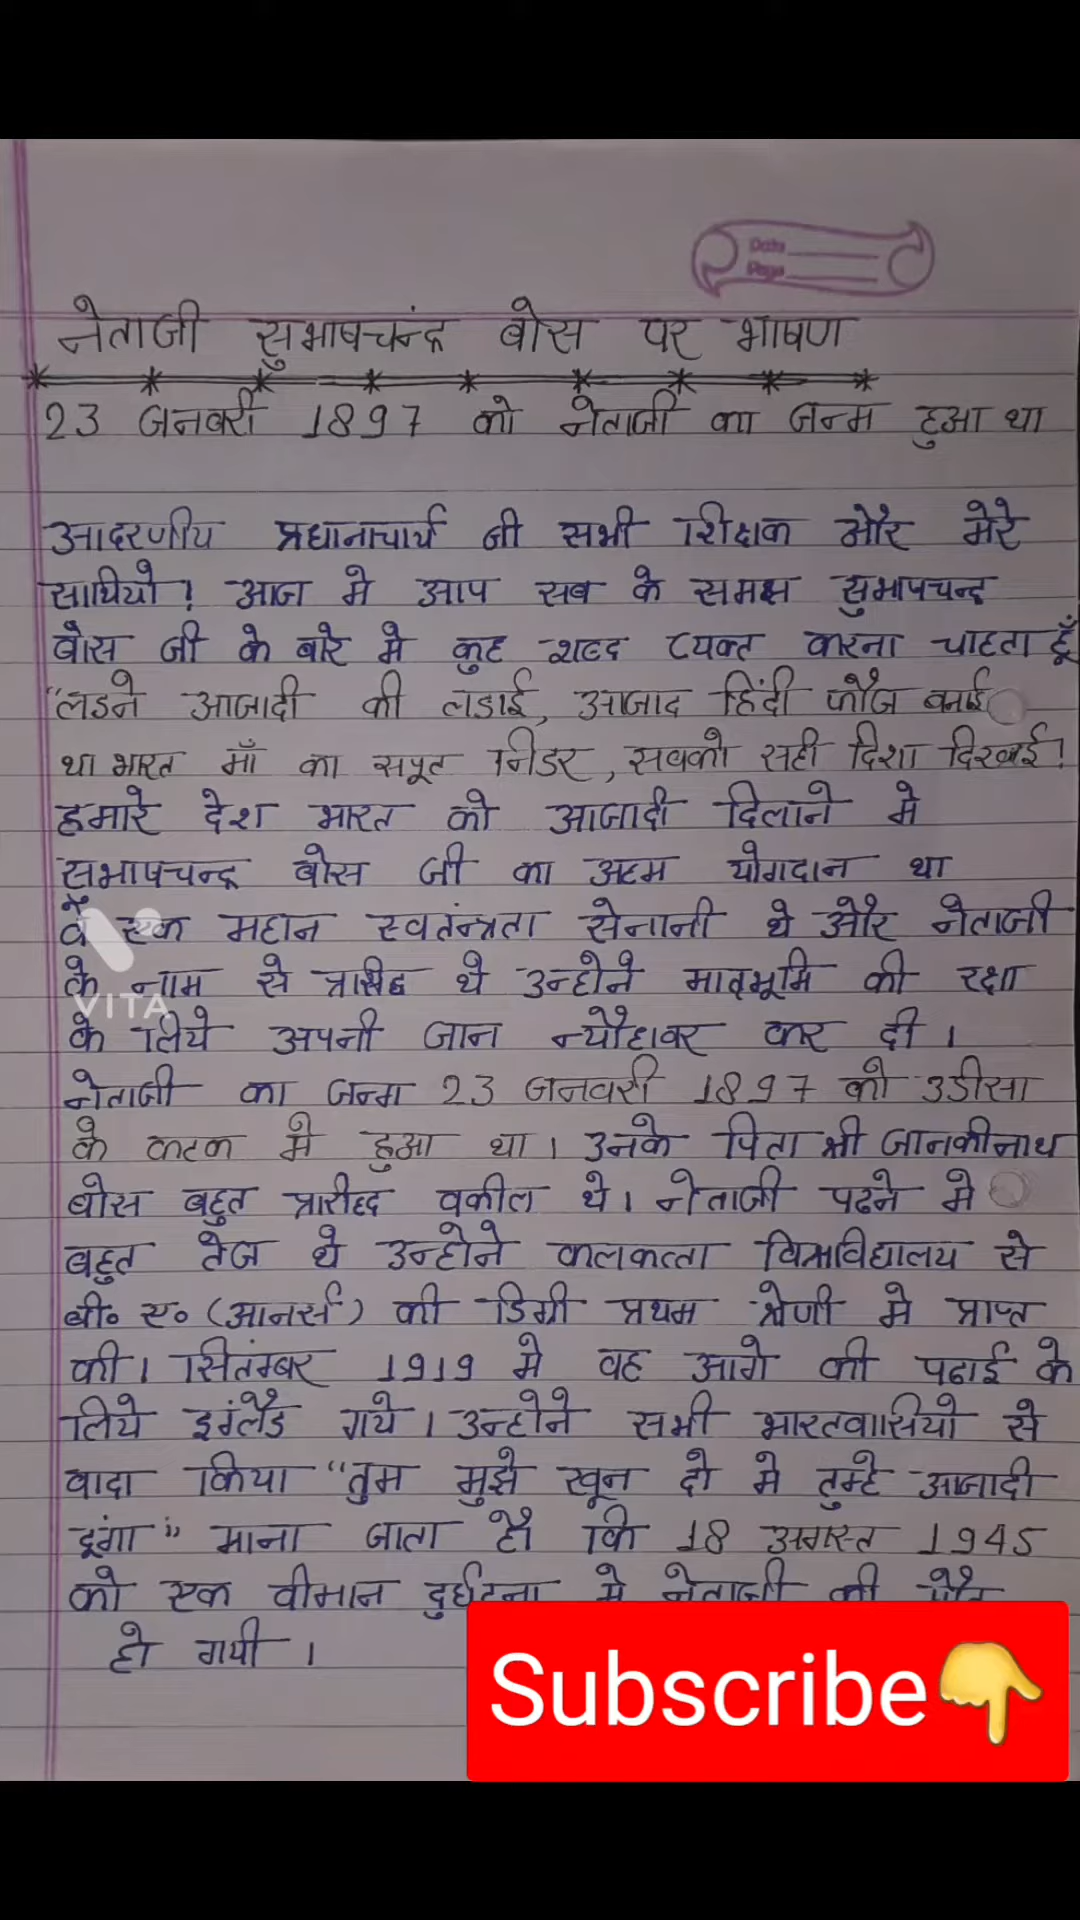 Date
Page
नेताजी सुभाषचंद्र बोस पर भाषण
23 जनवरी 1897 को नेताजी का जन्म हुआ था
आदरणीय प्रधानाचार्य जी सभी शिक्षक और मेरे
साथियो! आज मे आप सब के समक्ष सुभाषचन्द्र
बोस जी के बारे मे कुछ शब्द व्यक्त करना चाहता हूँ
"लडने आजादी की लडाई, आजाद हिंदी फौज बनाई
था भारत माँ का सपूत नीडर, सबको सही दिशा दिखाई!
हमारे देश भारत को आजादी दिलाने मे
सभाषचन्द्र बोस जी का अहम योगदान था
वे एक महान स्वतंन्त्रता सेनानी थे और नेताजी
के नाम से प्रसिद्ध थे उन्होने मातृभूमि की रक्षा
के लिये अपनी जान न्यौछावर कर दी ।
नेताजी का जन्म 23 जनवरी 1897 को उडीसा
के कटक मे हुआ था । उनके पिता श्री जानकीनाथ
बोस बहुत प्रसिद्ध वकील थे । नेताजी पढने मे
बहुत तेज थे उन्होने कलकत्ता विश्वविद्यालय से
बी॰ ए॰ (आनर्स) की डिग्री प्रथम श्रेणी मे प्राप्त
की । सितंम्बर 1919 मे वह आगे की पढाई के
लिये इंग्लैंड गये । उन्होने सभी भारतवासियो से
वादा किया "तुम मुझे खून दो मे तुम्हे आजादी
दूंगा" माना जाता है कि 18 अगस्त 1945
को एक वीमान दुर्घटना मे नेताजी की मौत
हो गयी ।
VITA
Subscribe